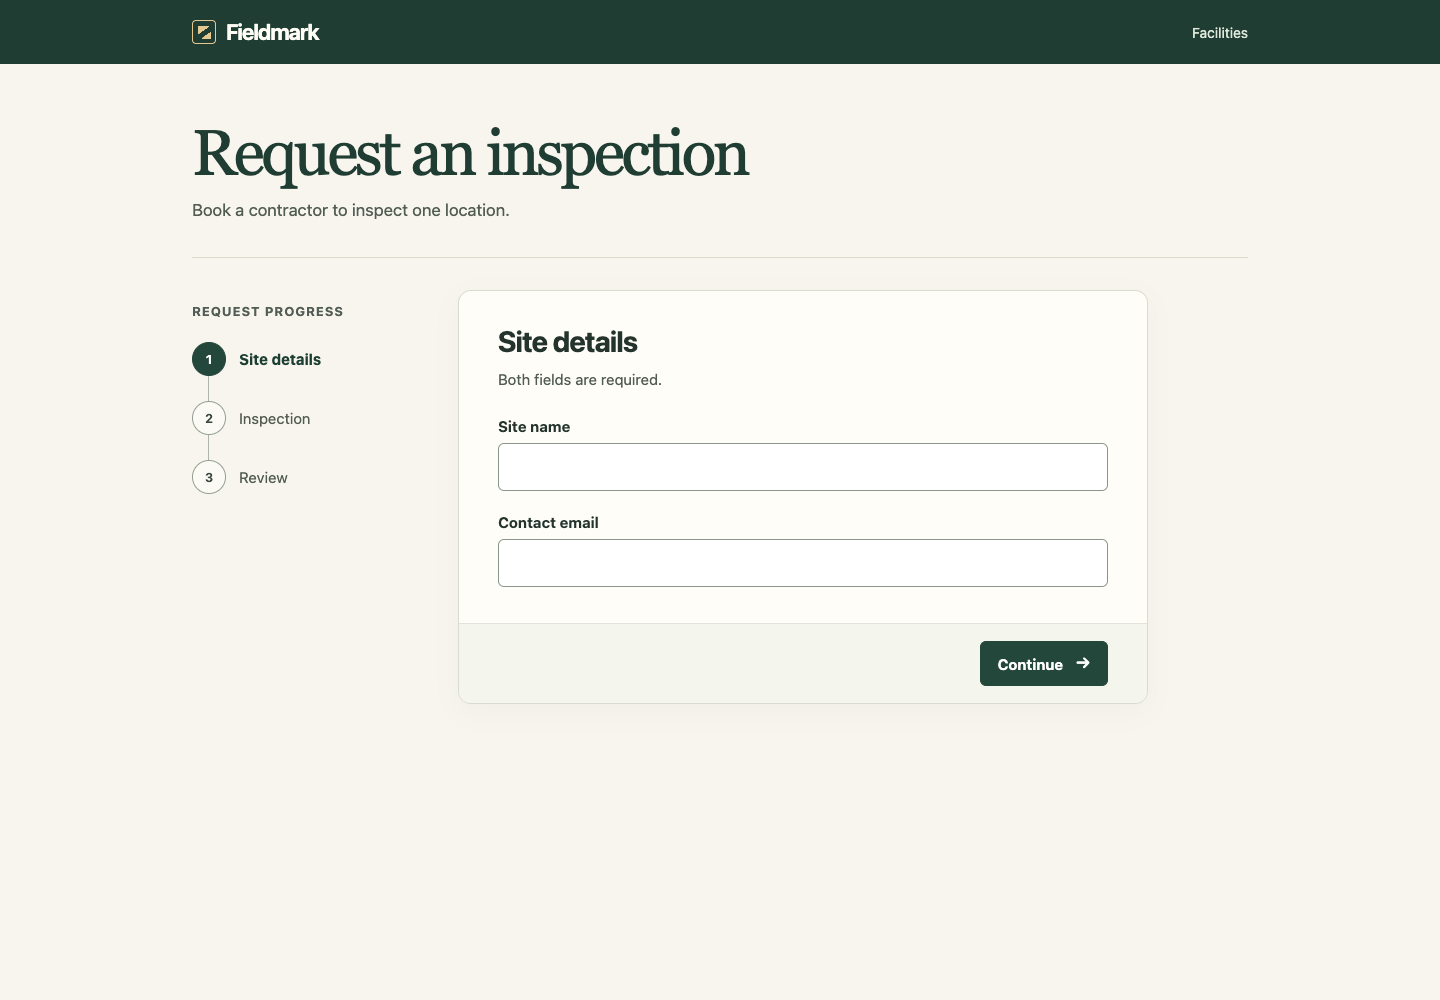 Fieldmark
Facilities
Request an inspection
Book a contractor to inspect one location.
REQUEST PROGRESS
1 Site details
2 Inspection
3 Review
Site details
Both fields are required.
Site name
Contact email
Continue →